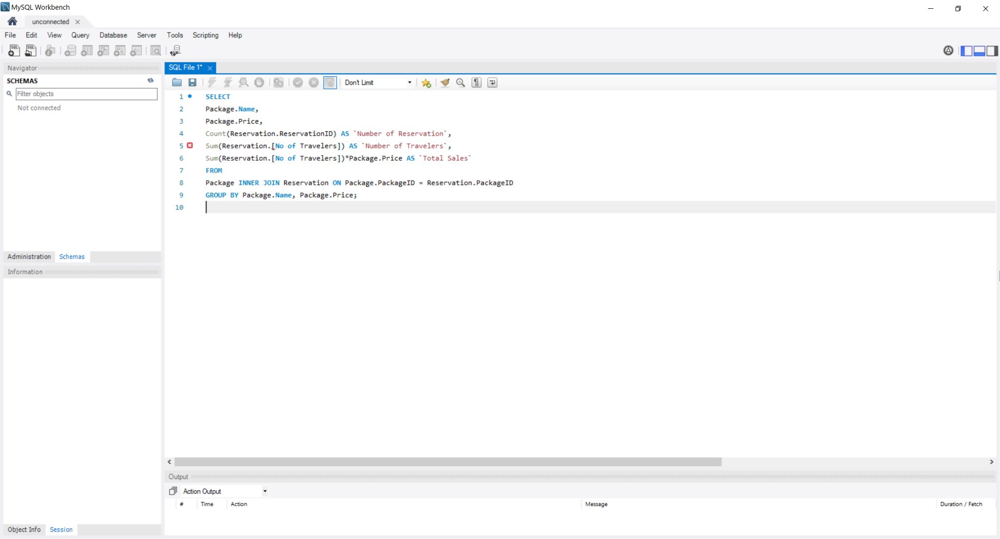 MySQL Workbench
unconnected
File Edit View Query Database Server Tools Scripting Help
SQL SQL
Navigator
SQL File 1*
SCHEMAS
Don't Limit
Filter objects
Not connected
1 SELECT
2 Package.Name,
3 Package.Price,
4 Count(Reservation.ReservationID) AS `Number of Reservation`,
5 Sum(Reservation.[No of Travelers]) AS `Number of Travelers`,
6 Sum(Reservation.[No of Travelers])*Package.Price AS `Total Sales`
7 FROM
8 Package INNER JOIN Reservation ON Package.PackageID = Reservation.PackageID
9 GROUP BY Package.Name, Package.Price;
10
Administration Schemas
Information
Output
Action Output
# Time Action Message Duration / Fetch
Object Info Session